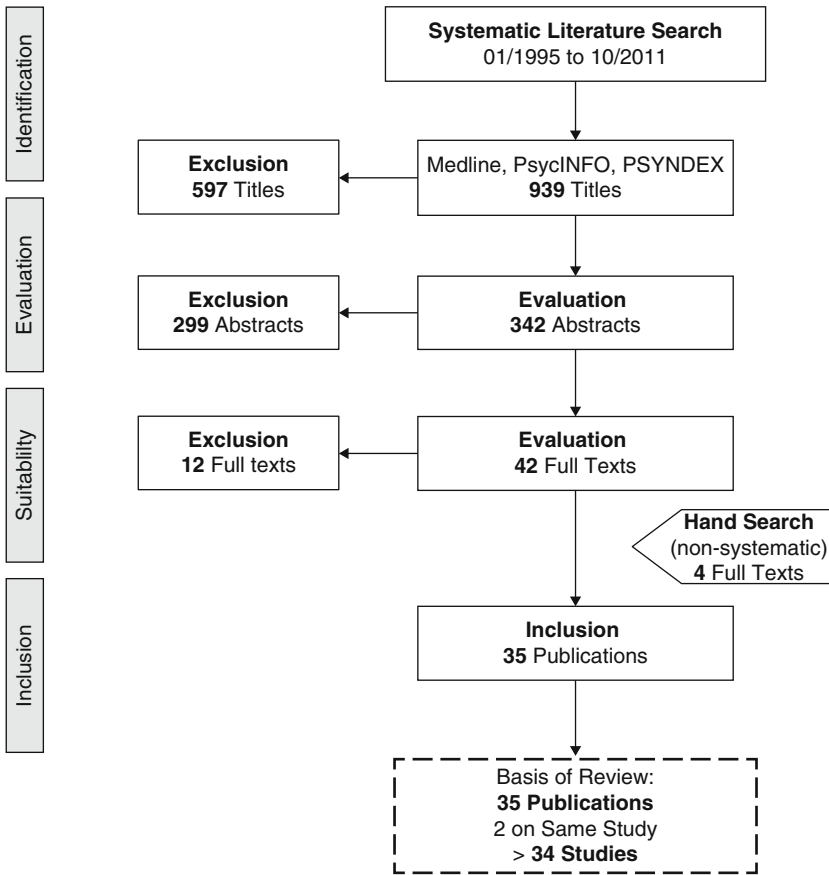 Identification
Systematic Literature Search
01/1995 to 10/2011
Exclusion
597 Titles
Medline, PsycINFO, PSYNDEX
939 Titles
Evaluation
Exclusion
299 Abstracts
Evaluation
342 Abstracts
Suitablilty
Exclusion
12 Full texts
Evaluation
42 Full Texts
Hand Search
(non-systematic)
4 Full Texts
Inclusion
Inclusion
35 Publications
Basis of Review:
35 Publications
2 on Same Study
> 34 Studies